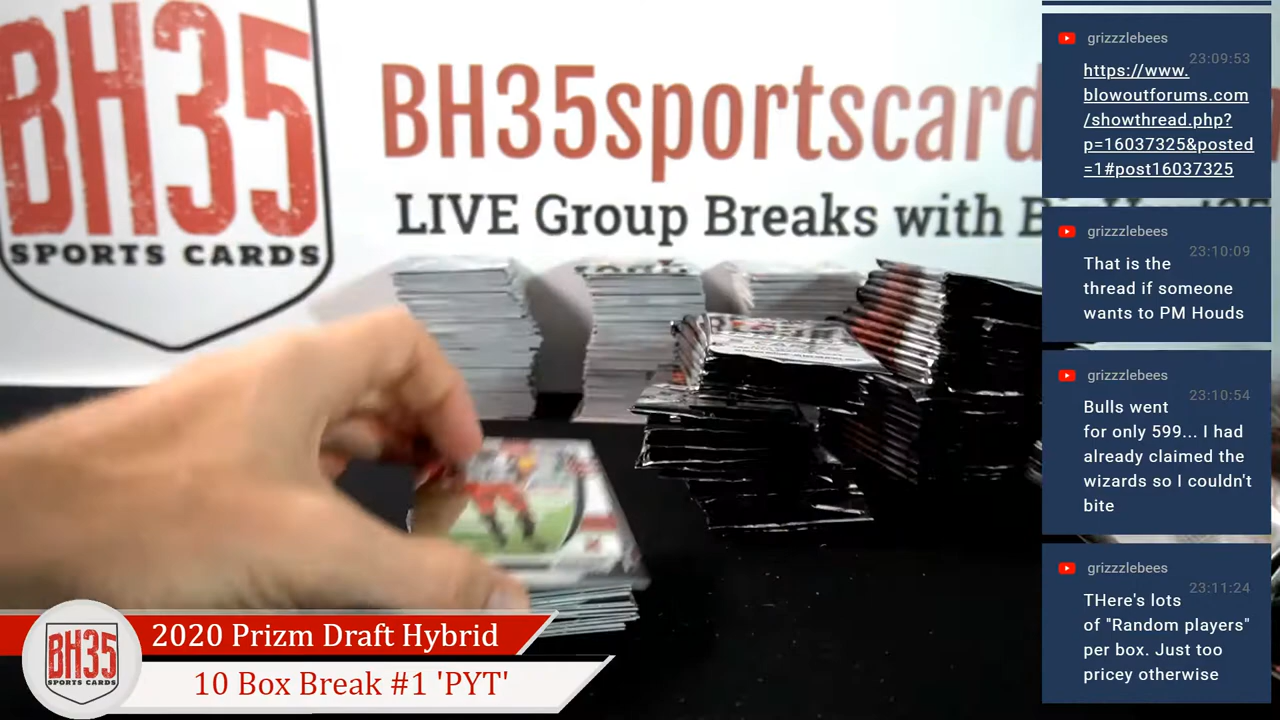 BH35
SPORTS CARDS
BH35sportscard
LIVE Group Breaks with B
grizzzlebees
23:09:53
https://www.
blowoutforums.com
/showthread.php?
p=16037325&posted
=1#post16037325
grizzzlebees
23:10:09
That is the
thread if someone
wants to PM Houds
grizzzlebees
23:10:54
Bulls went
for only 599... I had
already claimed the
wizards so I couldn't
bite
grizzzlebees
23:11:24
THere's lots
of "Random players"
per box. Just too
pricey otherwise
BH35
SPORTS CARDS
2020 Prizm Draft Hybrid
10 Box Break #1 'PYT'